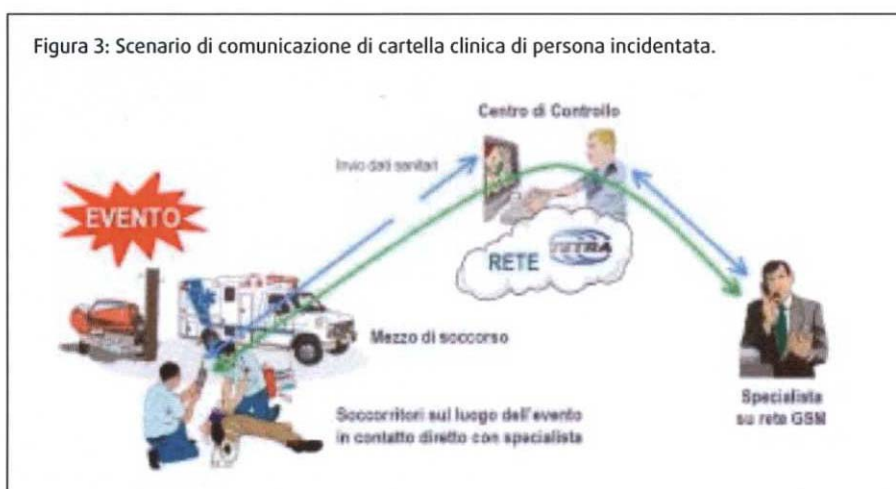 Figura 3: Scenario di comunicazione di cartella clinica di persona incidentata.
Centro di Controllo
Invio dati sanitari
EVENTO
RETE TETRA
Mezzo di soccorso
Soccorritori sul luogo dell'evento
in contatto diretto con specialista
Specialista
su rete GSM